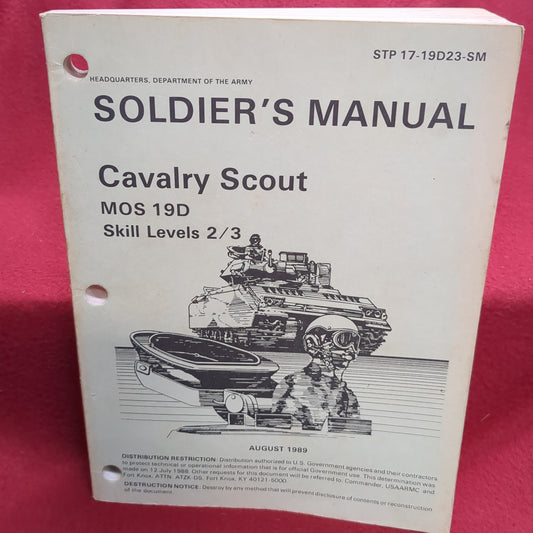 STP 17-19D23-SM
HEADQUARTERS, DEPARTMENT OF THE ARMY
SOLDIER'S MANUAL
Cavalry Scout
MOS 19D
Skill Levels 2/3
AUGUST 1989
DISTRIBUTION RESTRICTION: Distribution authorized to U.S. Government agencies and their contractors
to protect technical or operational information that is for official Government use. This determination was
made on 12 July 1988. Other requests for this document will be referred to: Commander, USAARMC and
Fort Knox, ATTN: ATZK-DS, Fort Knox, KY 40121-5000
DESTRUCTION NOTICE: Destroy by any method that will prevent disclosure of contents or reconstruction
of the document.